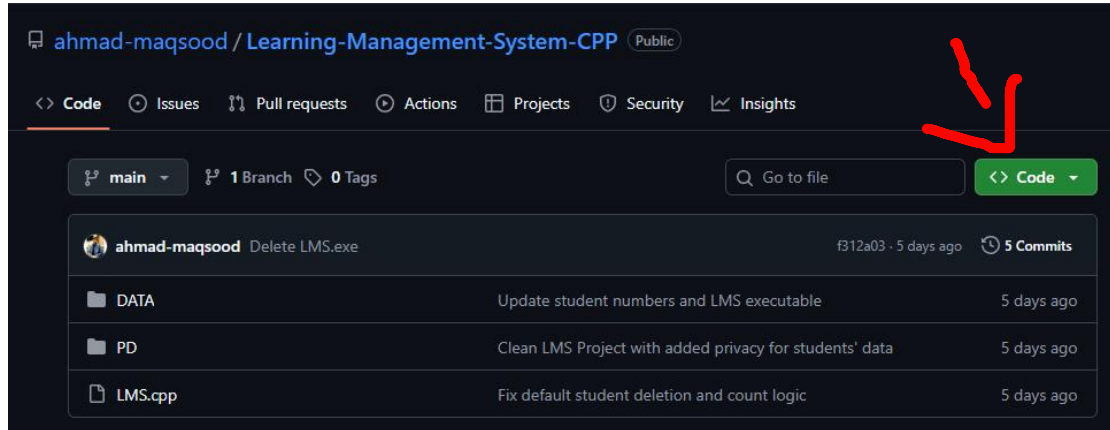 ahmad-maqsood / Learning-Management-System-CPP Public
Code Issues Pull requests Actions Projects Security Insights
main 1 Branch 0 Tags Go to file Code
ahmad-maqsood Delete LMS.exe f312a03 · 5 days ago 5 Commits
DATA Update student numbers and LMS executable 5 days ago
PD Clean LMS Project with added privacy for students' data 5 days ago
LMS.cpp Fix default student deletion and count logic 5 days ago